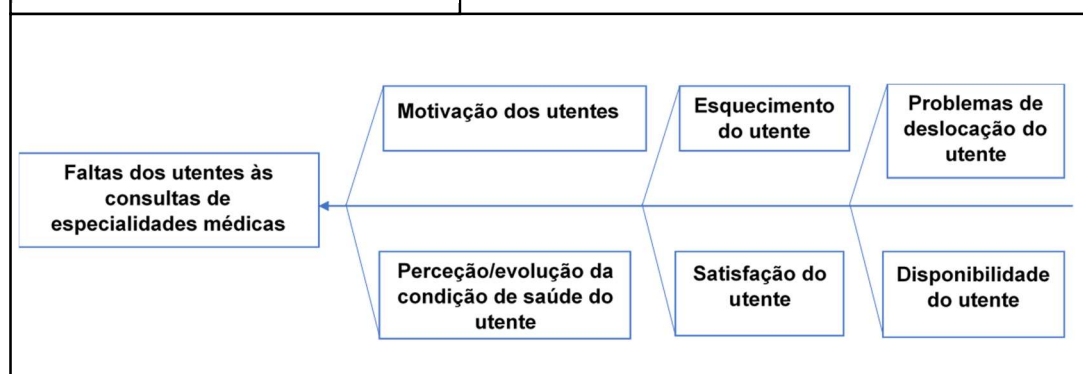 Motivação dos utentes
Esquecimento
do utente
Problemas de
deslocação do
utente
Faltas dos utentes às
consultas de
especialidades médicas
Perceção/evolução da
condição de saúde do
utente
Satisfação do
utente
Disponibilidade
do utente